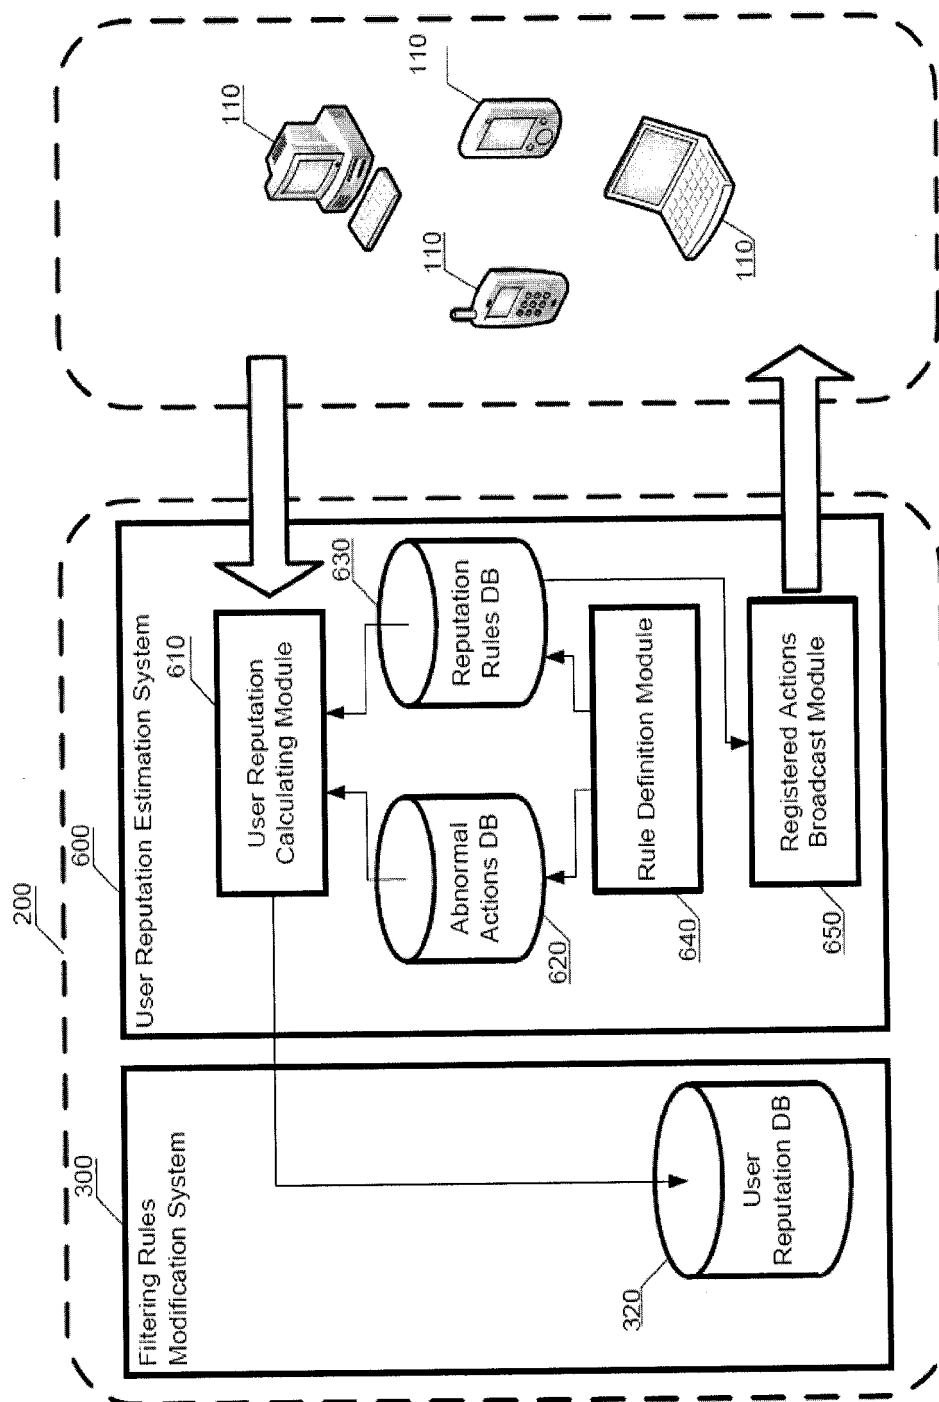 200
300
Filtering Rules
Modification System
320
User
Reputation DB
600
User Reputation Estimation System
610
User Reputation
Calculating Module
620
Abnormal
Actions DB
630
Reputation
Rules DB
640
Rule Definition Module
650
Registered Actions
Broadcast Module
110
110
110
110